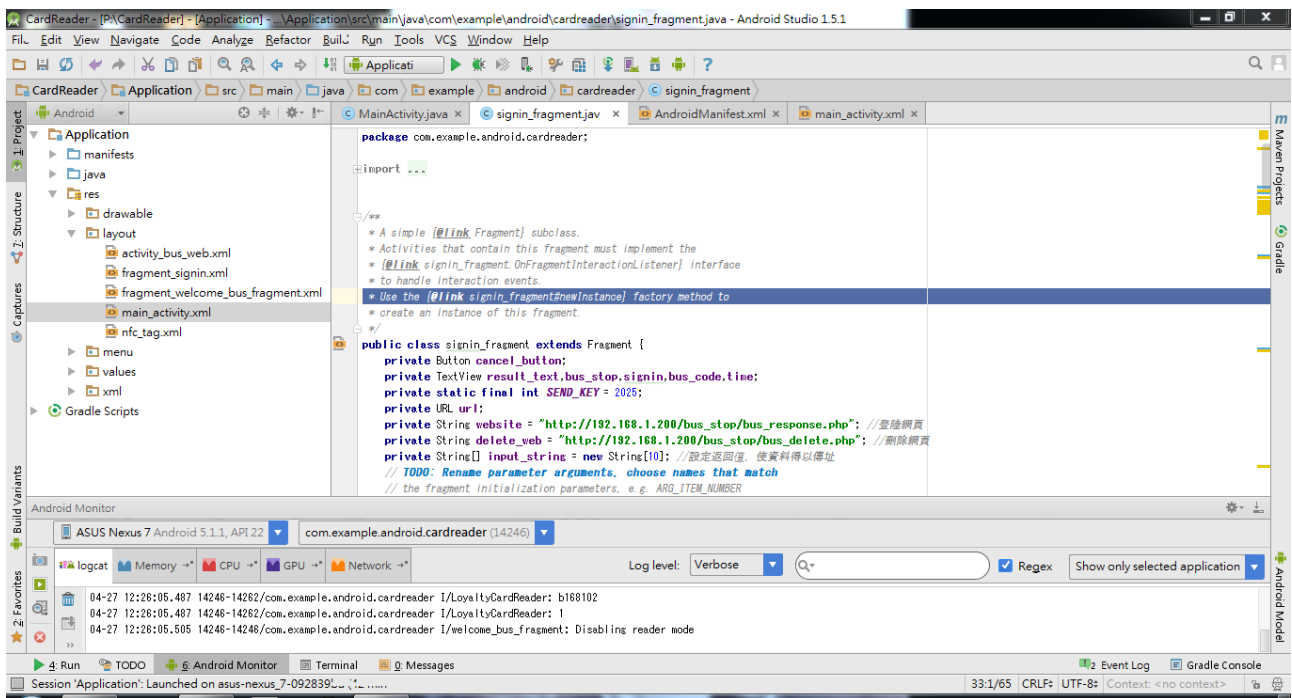 CardReader - [P:\CardReader] - [Application] - ...\Application\src\main\java\com\example\android\cardreader\signin_fragment.java - Android Studio 1.5.1
Edit View Navigate Code Analyze Refactor Run Tools VCS Window Help
Applicati
CardReader Application src main java com example android cardreader signin_fragment
Android
MainActivity.java signin_fragment.jav AndroidManifest.xml main_activity.xml
1: Project
7: Structure
Captures
Build Variants
2: Favorites
Application
manifests
java
res
drawable
layout
activity_bus_web.xml
fragment_signin.xml
fragment_welcome_bus_fragment.xml
main_activity.xml
nfc_tag.xml
menu
values
xml
Gradle Scripts
package com.example.android.cardreader;
import ...
/**
* A simple {@link Fragment} subclass.
* Activities that contain this fragment must implement the
* {@link signin_fragment.OnFragmentInteractionListener} interface
* to handle interaction events.
* Use the {@link signin_fragment#newInstance} factory method to
* create an instance of this fragment.
*/
public class signin_fragment extends Fragment {
private Button cancel_button;
private TextView result_text,bus_stop,signin,bus_code,time;
private static final int SEND_KEY = 2025;
private URL url;
private String website = "http://192.168.1.200/bus_stop/bus_response.php"; //登陸網頁
private String delete_web = "http://192.168.1.200/bus_stop/bus_delete.php"; //刪除網頁
private String[] input_string = new String[10]; //設定返回值，使資料得以傳址
// TODO: Rename parameter arguments, choose names that match
// the fragment initialization parameters, e.g. ARG_ITEM_NUMBER
m
Maven Projects
Gradle
Android Model
Android Monitor
ASUS Nexus 7 Android 5.1.1, API 22 com.example.android.cardreader (14246)
logcat Memory CPU GPU Network Log level: Verbose Regex Show only selected application
04-27 12:26:05.487 14246-14262/com.example.android.cardreader I/LoyaltyCardReader: b168102
04-27 12:26:05.487 14246-14262/com.example.android.cardreader I/LoyaltyCardReader: 1
04-27 12:26:05.505 14246-14246/com.example.android.cardreader I/welcome_bus_fragment: Disabling reader mode
4: Run TODO 6: Android Monitor Terminal 0: Messages 2 Event Log Gradle Console
Session 'Application': Launched on 33:1/65 CRLF UTF-8 Context: <no context>